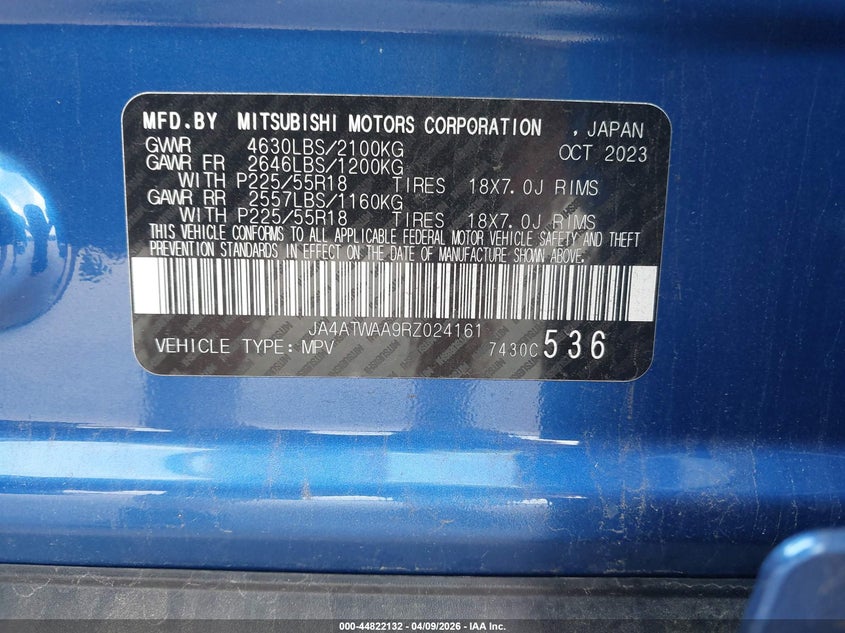 MFD.BY MITSUBISHI MOTORS CORPORATION , JAPAN
GVWR 4630LBS/2100KG OCT 2023
GAWR FR 2646LBS/1200KG
WITH P225/55R18 TIRES 18X7.0J RIMS
GAWR RR 2557LBS/1160KG
WITH P225/55R18 TIRES 18X7.0J RIMS
THIS VEHICLE CONFORMS TO ALL APPLICABLE FEDERAL MOTOR VEHICLE SAFETY AND THEFT
PREVENTION STANDARDS IN EFFECT ON THE DATE OF MANUFACTURE SHOWN ABOVE.
JA4ATWAA9RZ024161
VEHICLE TYPE: MPV 7430C 536
000-44822132 - 04/09/2026 - IAA, Inc.